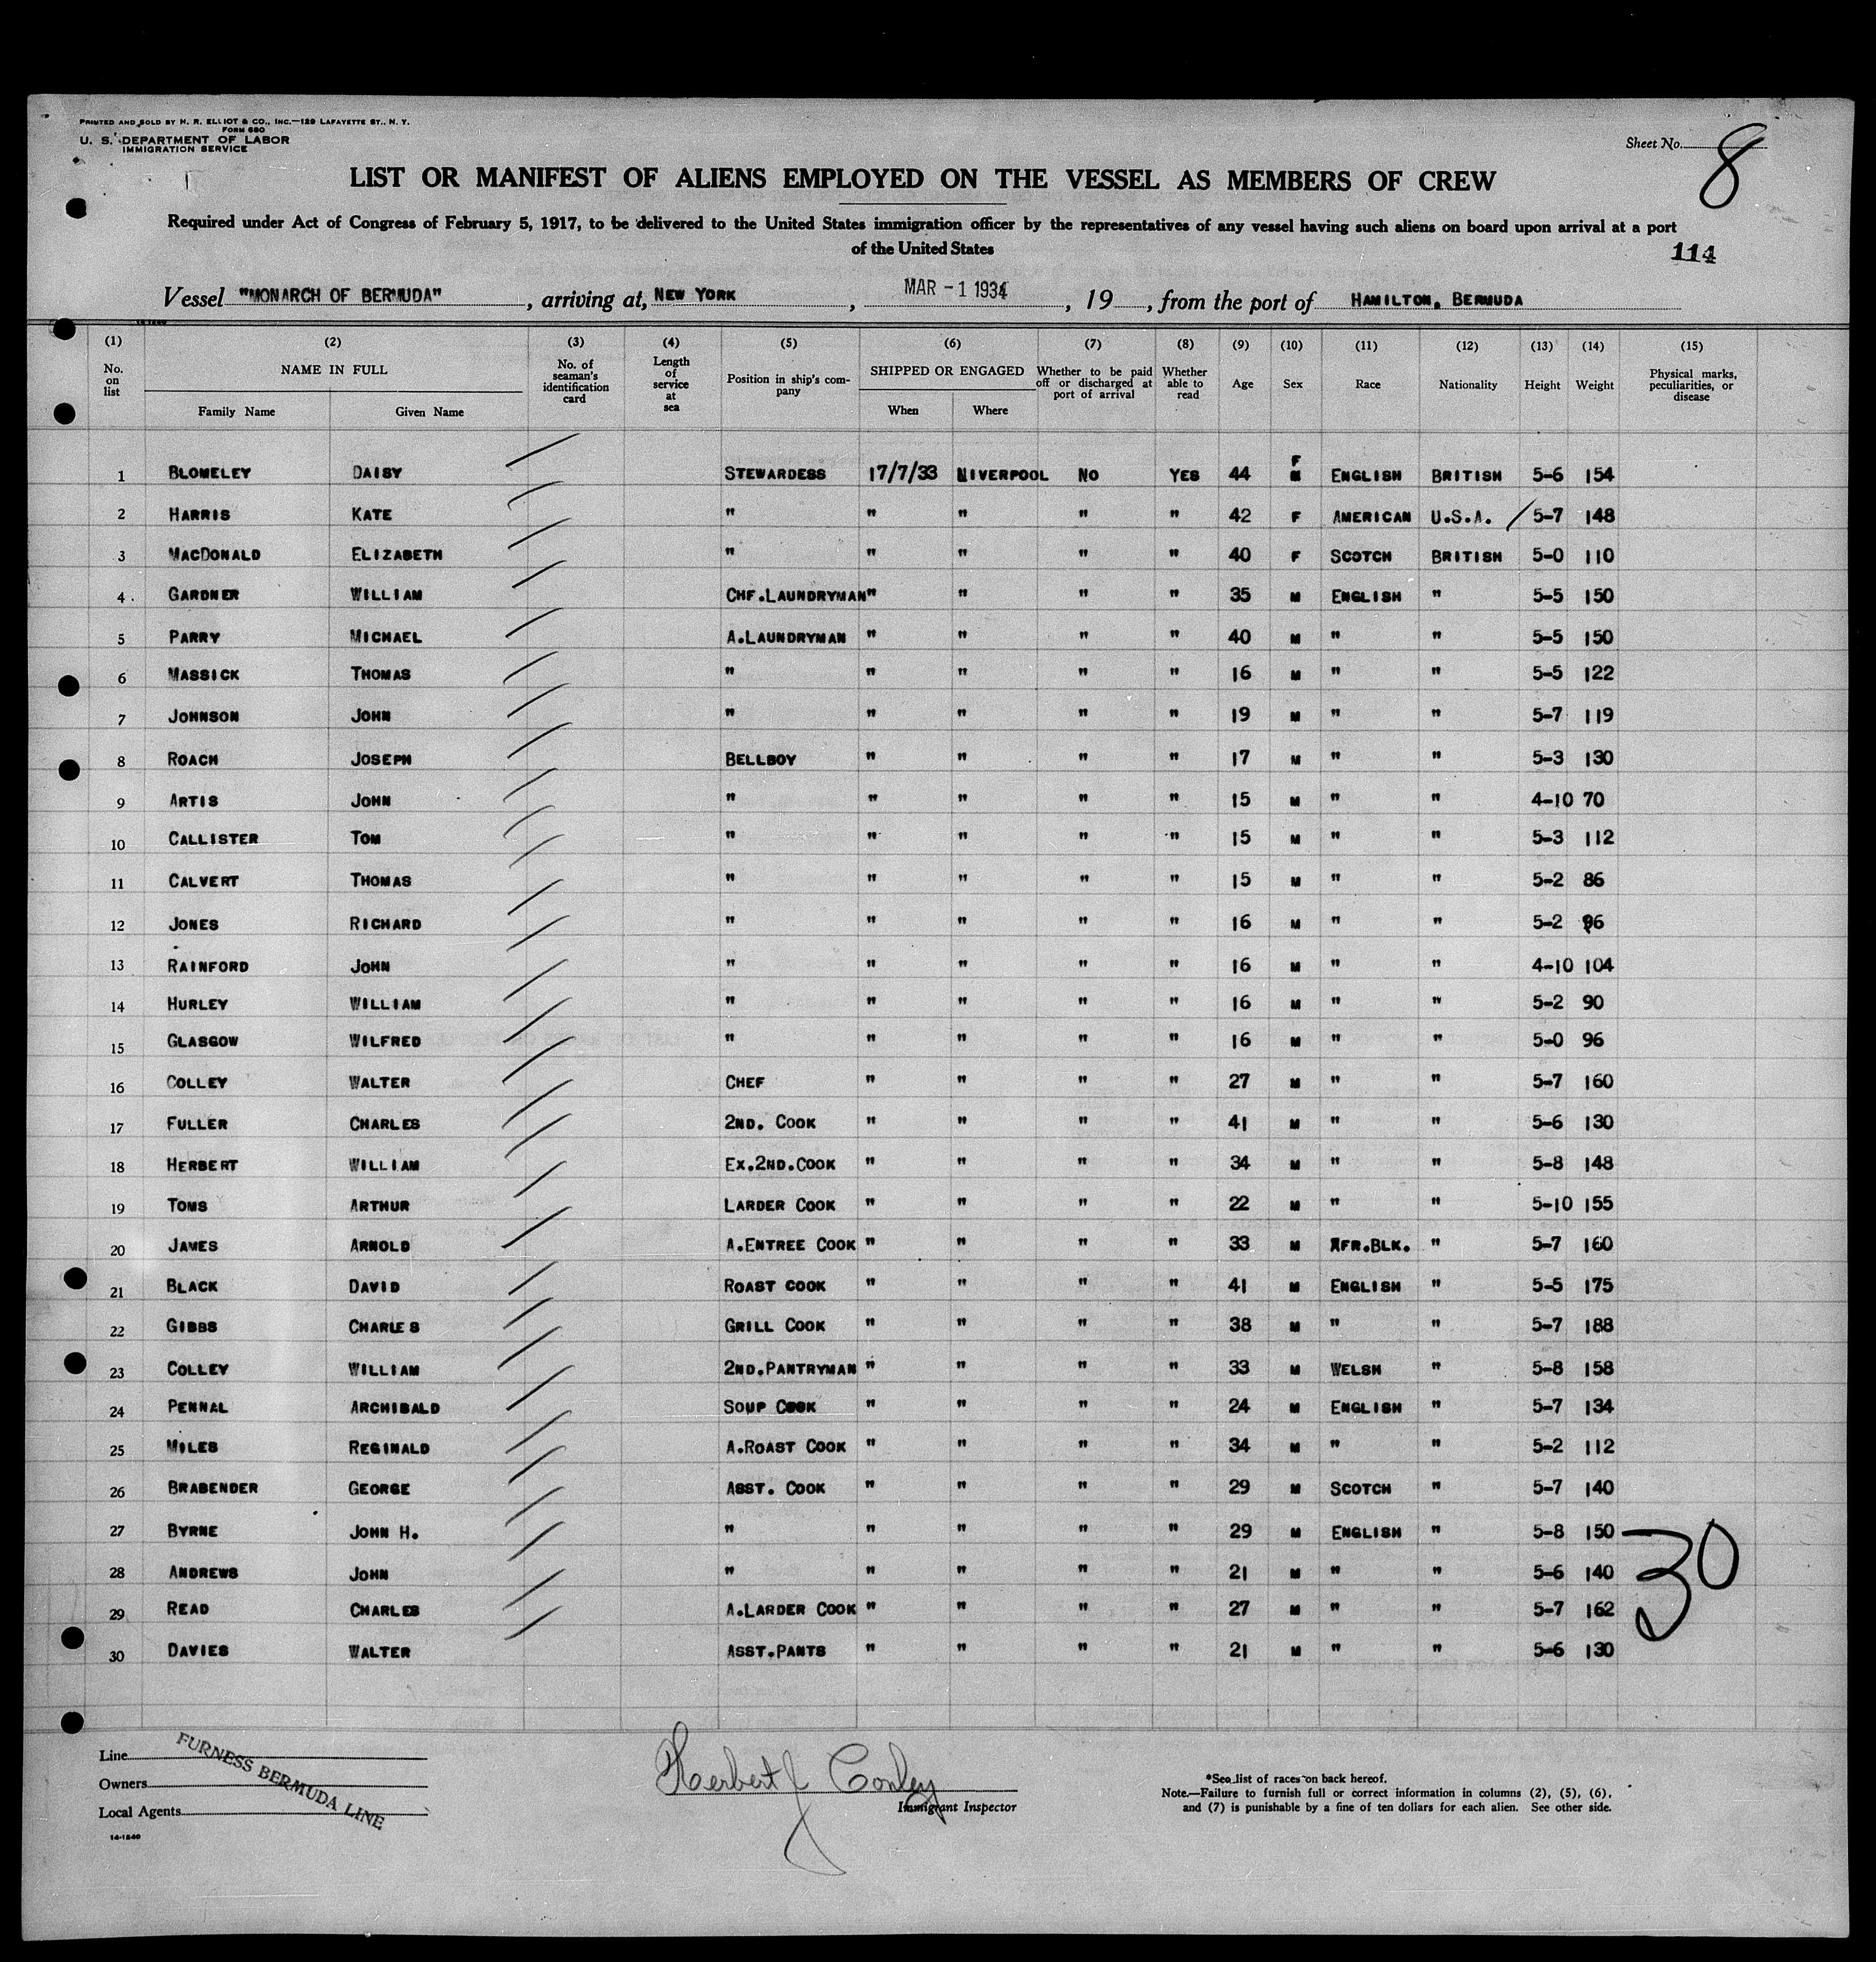 PRINTED AND SOLD BY H. R. ELLIOT & CO., INC.—129 LAFAYETTE ST., N. Y.
FORM 680
U. S. DEPARTMENT OF LABOR
IMMIGRATION SERVICE
Sheet No. 8
LIST OR MANIFEST OF ALIENS EMPLOYED ON THE VESSEL AS MEMBERS OF CREW
Required under Act of Congress of February 5, 1917, to be delivered to the United States immigration officer by the representatives of any vessel having such aliens on board upon arrival at a port
of the United States
114
Vessel "MONARCH OF BERMUDA", arriving at, NEW YORK, MAR -1 1934, 19, from the port of HAMILTON, BERMUDA
(1) (2) (3) (4) (5) (6) (7) (8) (9) (10) (11) (12) (13) (14) (15)
No. on list NAME IN FULL Family Name Given Name No. of seaman's identification card Length of service at sea Position in ship's company SHIPPED OR ENGAGED When Where Whether to be paid off or discharged at port of arrival Whether able to read Age Sex Race Nationality Height Weight Physical marks, peculiarities, or disease
1 BLOMELEY DAISY STEWARDESS 17/7/33 LIVERPOOL NO YES 44 F ENGLISH BRITISH 5-6 154
2 HARRIS KATE " " " " " 42 F AMERICAN U.S.A. 5-7 148
3 MACDONALD ELIZABETH " " " " " 40 F SCOTCH BRITISH 5-0 110
4 GARDNER WILLIAM CHF.LAUNDRYMAN " " " " 35 M ENGLISH " 5-5 150
5 PARRY MICHAEL A.LAUNDRYMAN " " " " 40 M " " 5-5 150
6 MASSICK THOMAS " " " " " 16 M " " 5-5 122
7 JOHNSON JOHN " " " " " 19 M " " 5-7 119
8 ROACH JOSEPH BELLBOY " " " " 17 M " " 5-3 130
9 ARTIS JOHN " " " " " 15 M " " 4-10 70
10 CALLISTER TOM " " " " " 15 M " " 5-3 112
11 CALVERT THOMAS " " " " " 15 M " " 5-2 86
12 JONES RICHARD " " " " " 16 M " " 5-2 96
13 RAINFORD JOHN " " " " " 16 M " " 4-10 104
14 HURLEY WILLIAM " " " " " 16 M " " 5-2 90
15 GLASGOW WILFRED " " " " " 16 M " " 5-0 96
16 COLLEY WALTER CHEF " " " " 27 M " " 5-7 160
17 FULLER CHARLES 2ND. COOK " " " " 41 M " " 5-6 130
18 HERBERT WILLIAM EX.2ND.COOK " " " " 34 M " " 5-8 148
19 TOMS ARTHUR LARDER COOK " " " " 22 M " " 5-10 155
20 JAMES ARNOLD A.ENTREE COOK " " " " 33 M AFR.BLK. " 5-7 160
21 BLACK DAVID ROAST COOK " " " " 41 M ENGLISH " 5-5 175
22 GIBBS CHARLES GRILL COOK " " " " 38 M " " 5-7 188
23 COLLEY WILLIAM 2ND.PANTRYMAN " " " " 33 M WELSH " 5-8 158
24 PENNAL ARCHIBALD SOUP COOK " " " " 24 M ENGLISH " 5-7 134
25 MILES REGINALD A.ROAST COOK " " " " 34 M " " 5-2 112
26 BRABENDER GEORGE ASST. COOK " " " " 29 M SCOTCH " 5-7 140
27 BYRNE JOHN H. " " " " " 29 M ENGLISH " 5-8 150
28 ANDREWS JOHN " " " " " 21 M " " 5-6 140
29 READ CHARLES A.LARDER COOK " " " " 27 M " " 5-7 162
30 DAVIES WALTER ASST.PANTS " " " " 21 M " " 5-6 130
30
Line
Owners
Local Agents
FURNESS BERMUDA LINE
14-1240
Herbert J Conley
Immigrant Inspector
*See list of races on back hereof.
Note.—Failure to furnish full or correct information in columns (2), (5), (6),
and (7) is punishable by a fine of ten dollars for each alien. See other side.